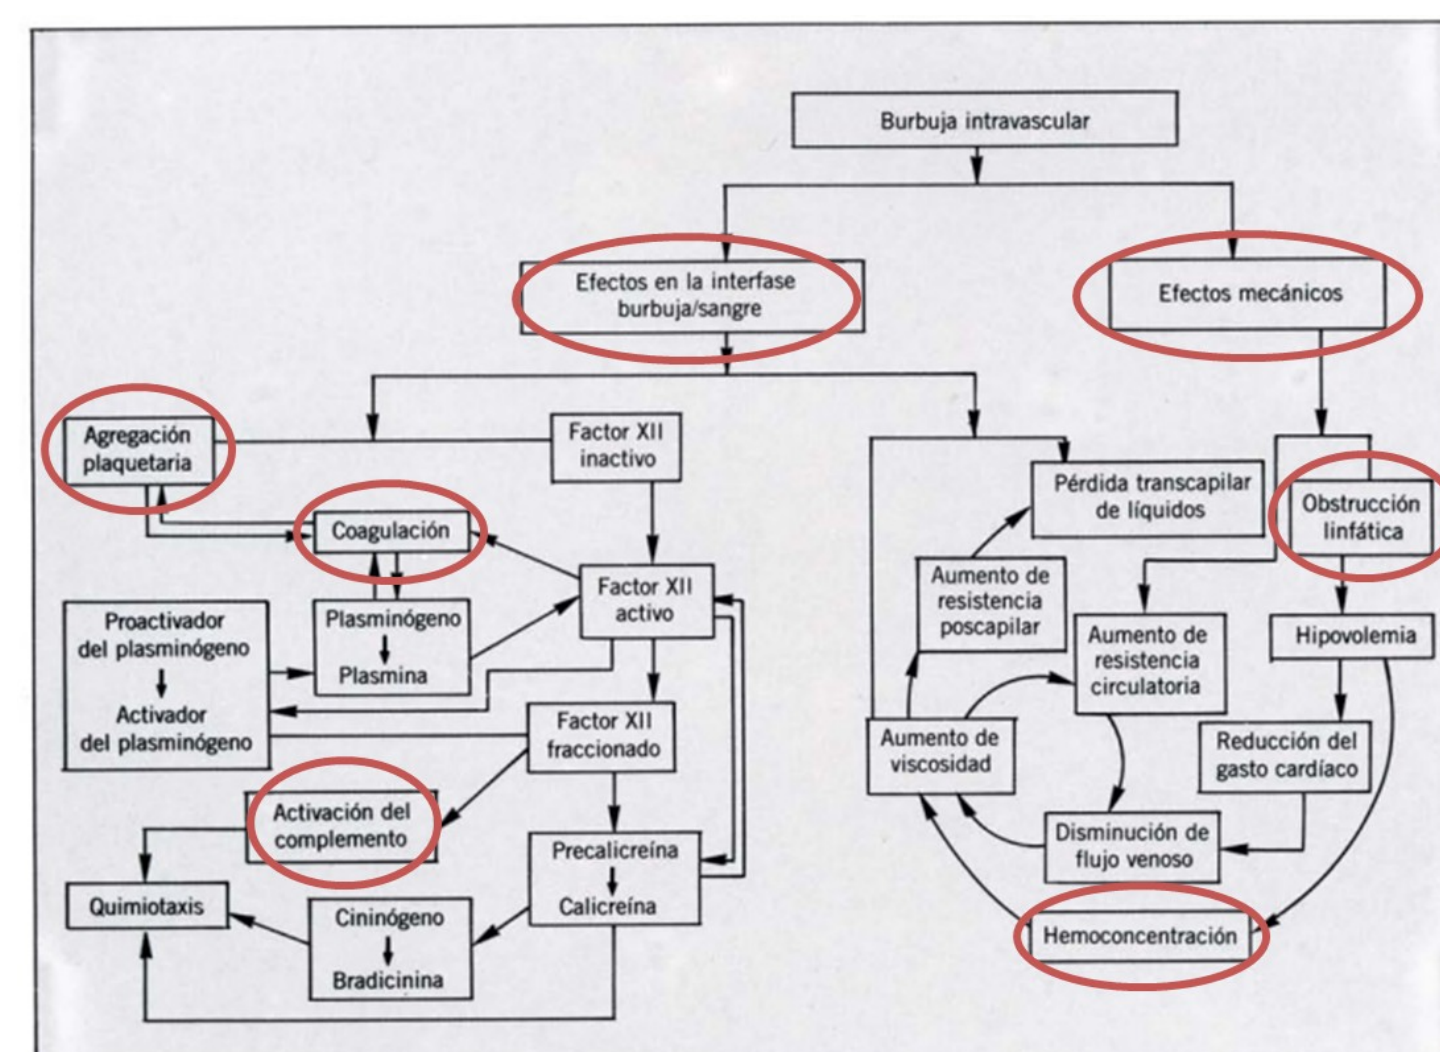 Burbuja intravascular
Efectos en la interfase
burbuja/sangre
Efectos mecánicos
Agregación
plaquetaria
Factor XII
inactivo
Coagulación
Factor XII
activo
Proactivador
del plasminógeno
Activador
del plasminógeno
Plasminógeno
Plasmina
Factor XII
fraccionado
Activación del
complemento
Precalicreína
Calicreína
Quimiotaxis
Cininógeno
Bradicinina
Pérdida transcapilar
de líquidos
Obstrucción
linfática
Aumento de
resistencia
poscapilar
Aumento de
resistencia
circulatoria
Hipovolemia
Aumento de
viscosidad
Reducción del
gasto cardíaco
Disminución de
flujo venoso
Hemoconcentración